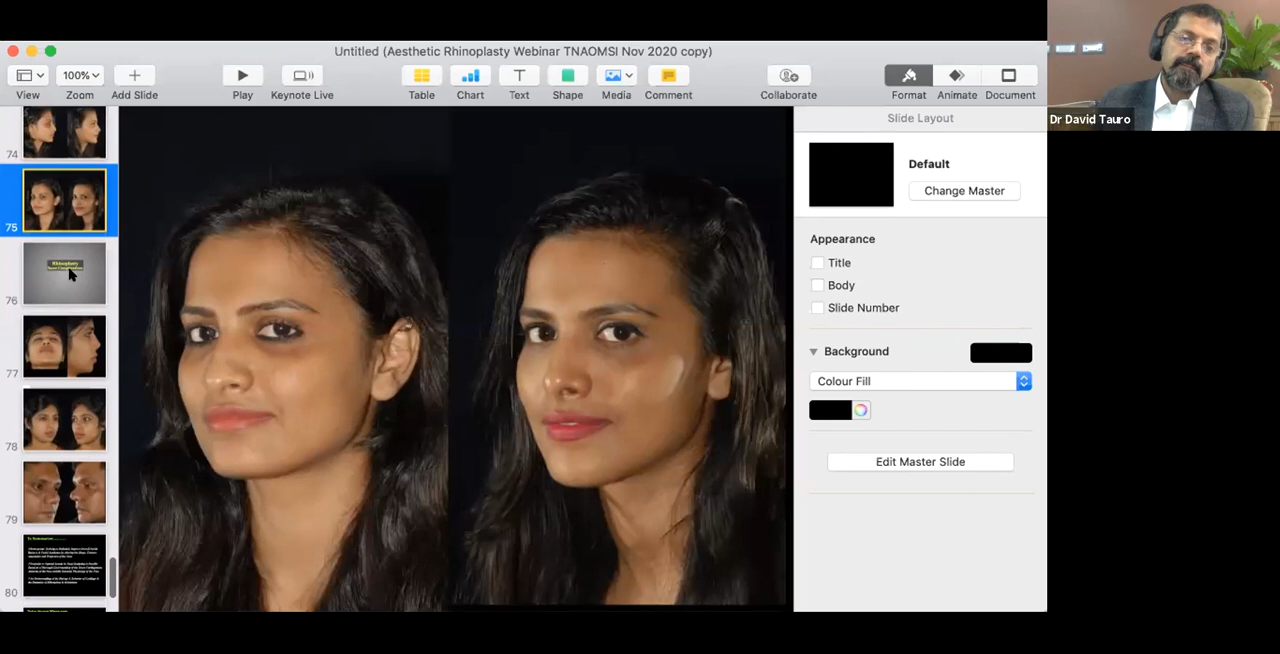 Untitled (Aesthetic Rhinoplasty Webinar TNAOMSI Nov 2020 copy)
100%
View
Zoom
Add Slide
Play
Keynote Live
Table
Chart
Text
Shape
Media
Comment
Collaborate
Format
Animate
Document
Dr David Tauro
Slide Layout
Default
Change Master
Appearance
Title
Body
Slide Number
Background
Colour Fill
Edit Master Slide
74
75
Rhinoplasty
76
77
78
79
To Summarise
80